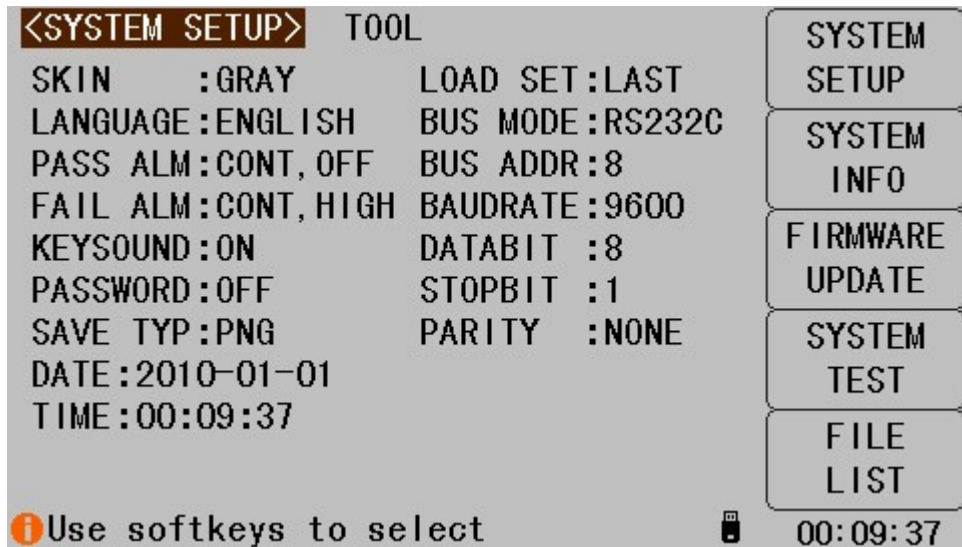 <SYSTEM SETUP> TOOL
SKIN :GRAY
LANGUAGE:ENGLISH
PASS ALM:CONT,OFF
FAIL ALM:CONT,HIGH
KEYSOUND:ON
PASSWORD:OFF
SAVE TYP:PNG
DATE:2010-01-01
TIME:00:09:37
LOAD SET:LAST
BUS MODE:RS232C
BUS ADDR:8
BAUDRATE:9600
DATABIT :8
STOPBIT :1
PARITY :NONE
SYSTEM
SETUP
SYSTEM
INFO
FIRMWARE
UPDATE
SYSTEM
TEST
FILE
LIST
Use softkeys to select
00:09:37